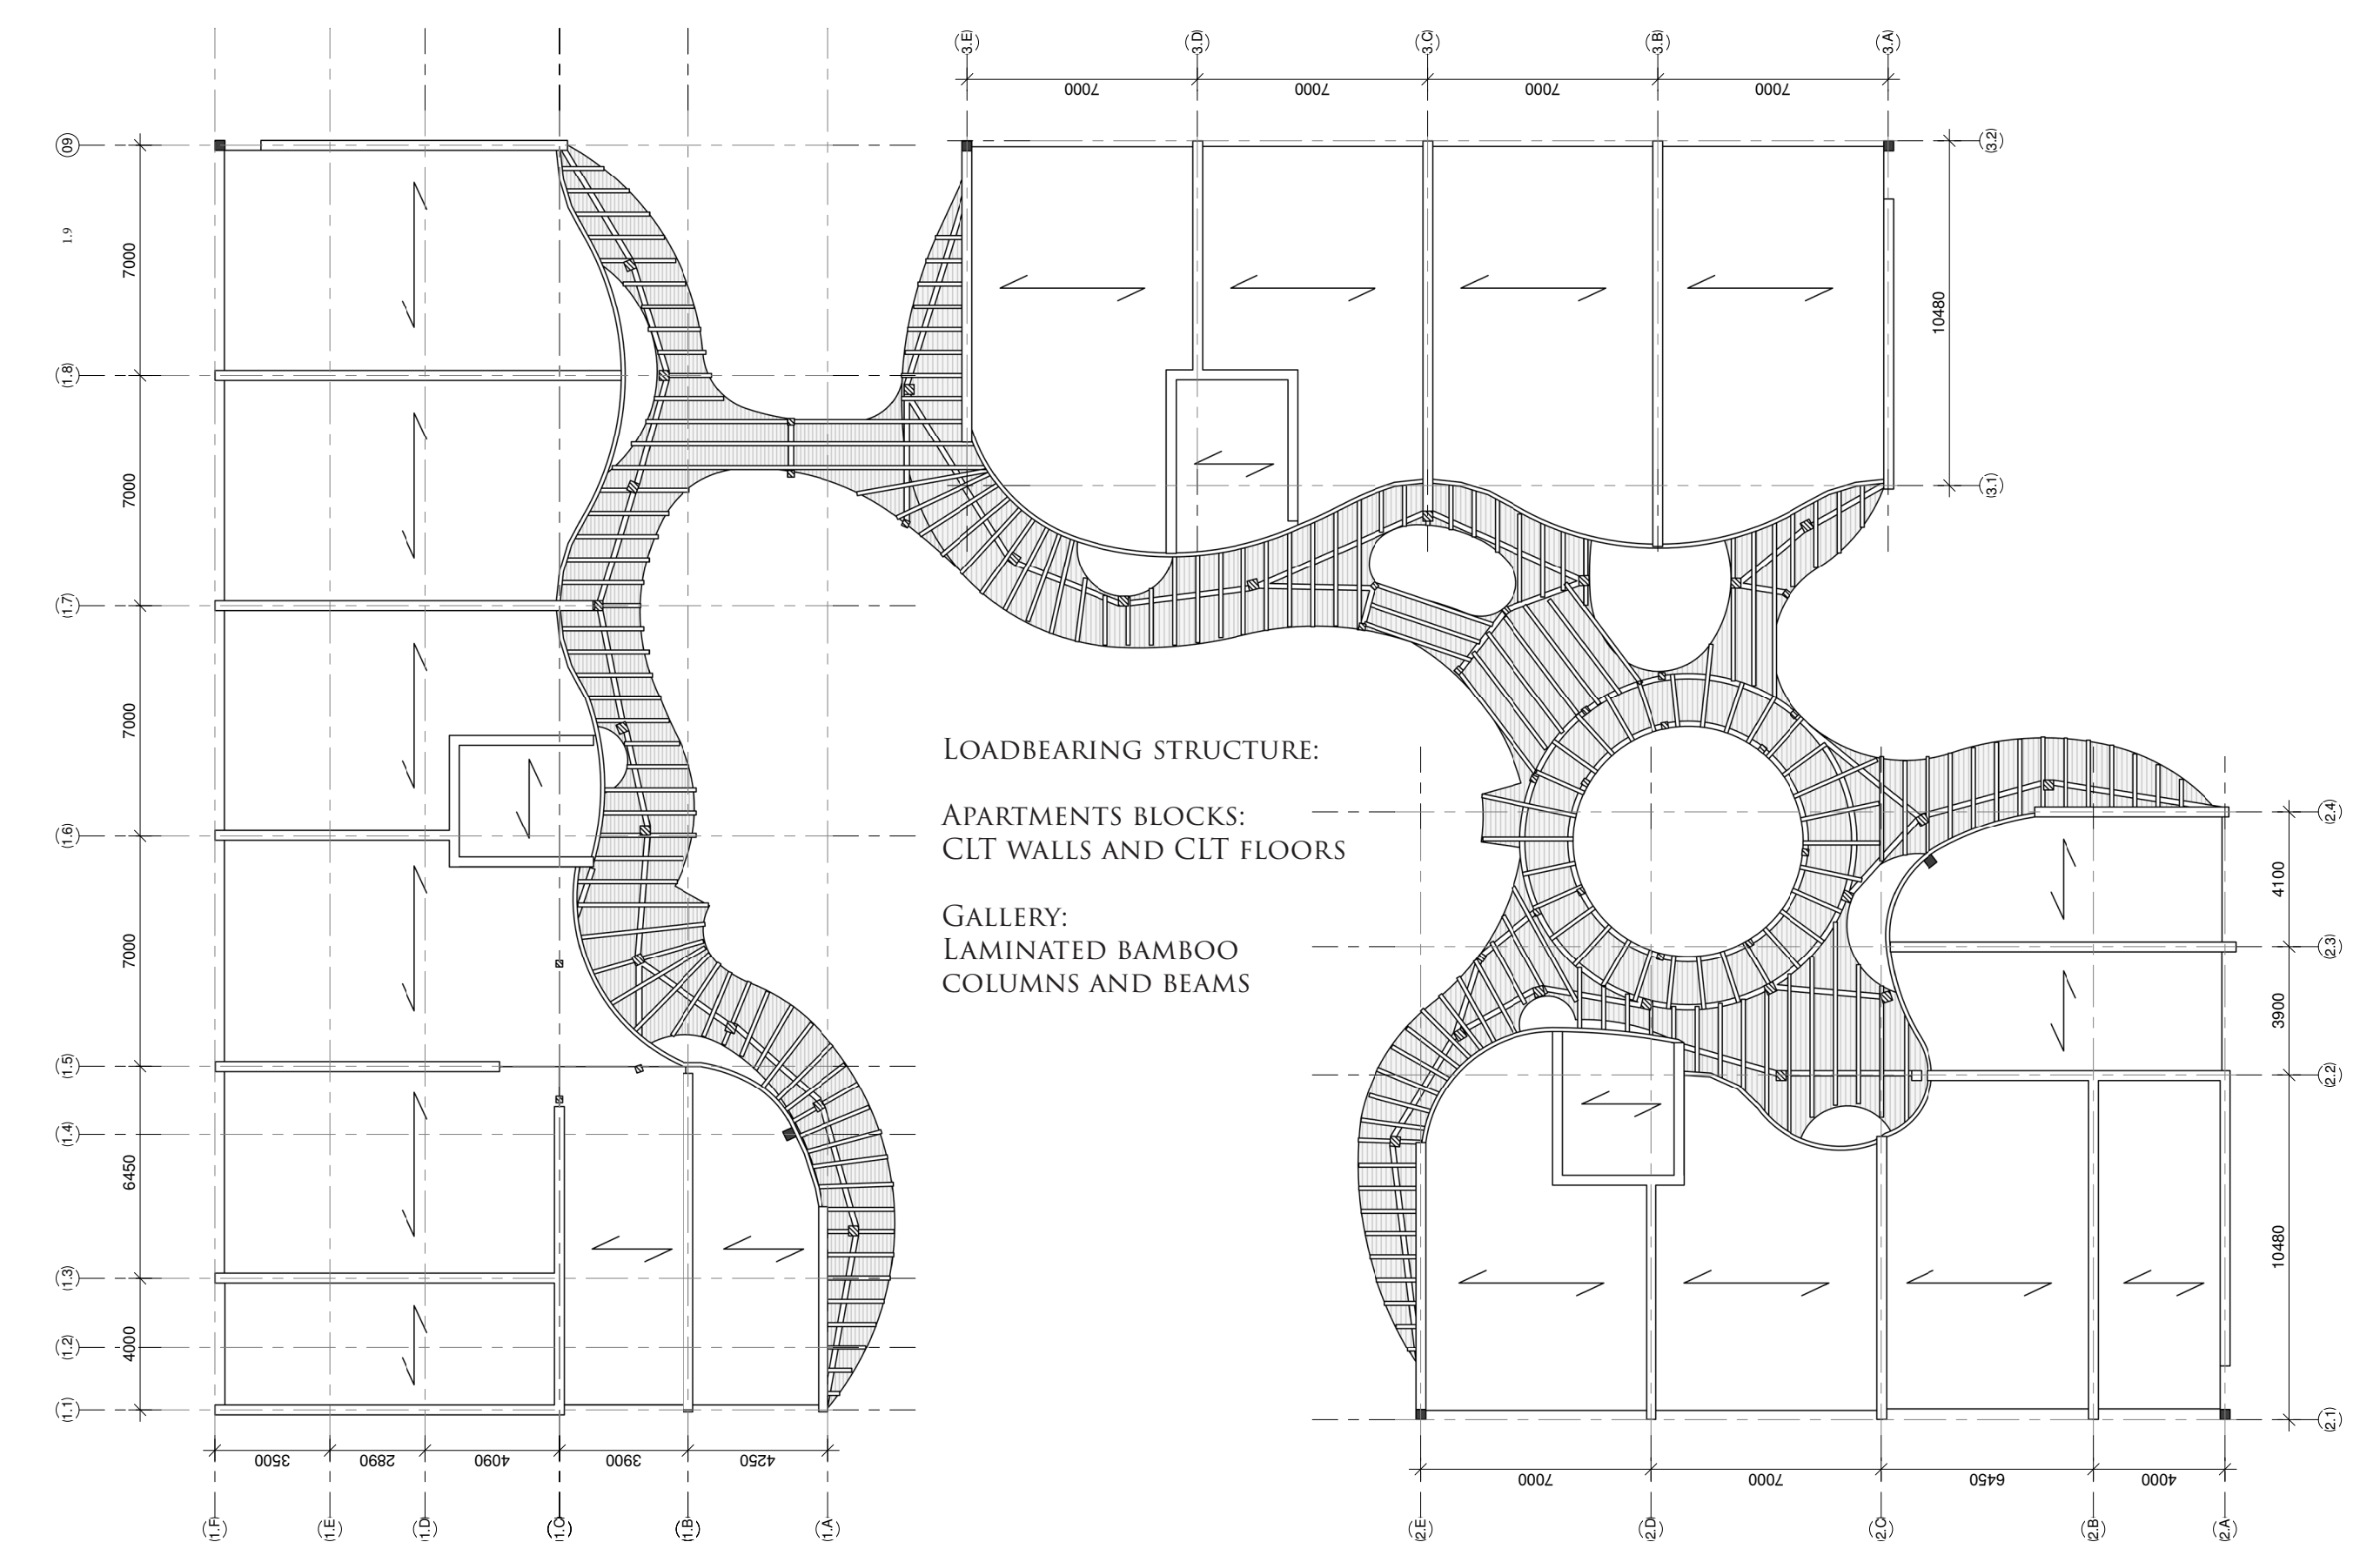 (3.E)
(3.D)
(3.C)
(3.B)
(3.A)
7000
7000
7000
7000
09
(3.2)
1.9
7000
10480
(1.8)
7000
(3.1)
(1.7)
7000
LOADBEARING STRUCTURE:
APARTMENTS BLOCKS:
CLT WALLS AND CLT FLOORS
GALLERY:
LAMINATED BAMBOO
COLUMNS AND BEAMS
(2.4)
(1.6)
4100
7000
(2.3)
3900
(1.5)
(2.2)
(1.4)
6450
10480
(1.3)
4000
(1.2)
(1.1)
(2.1)
3500
2890
4090
3900
4250
7000
7000
6450
4000
(1.F)
(1.E)
(1.D)
(1.C)
(1.B)
(1.A)
(2.E)
(2.D)
(2.C)
(2.B)
(2.A)